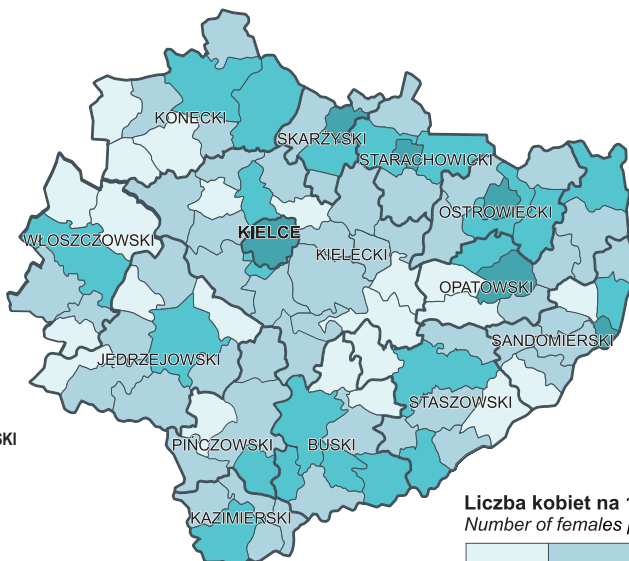 KONECKI
SKARŻYSKI
STARACHOWICKI
OSTROWIECKI
KIELCE
WŁOSZCZOWSKI
KIELECKI
OPATOWSKI
SANDOMIERSKI
JĘDRZEJOWSKI
STASZOWSKI
PIŃCZOWSKI
BUSKI
KAZIMIERSKI
Liczba kobiet na
Number of females